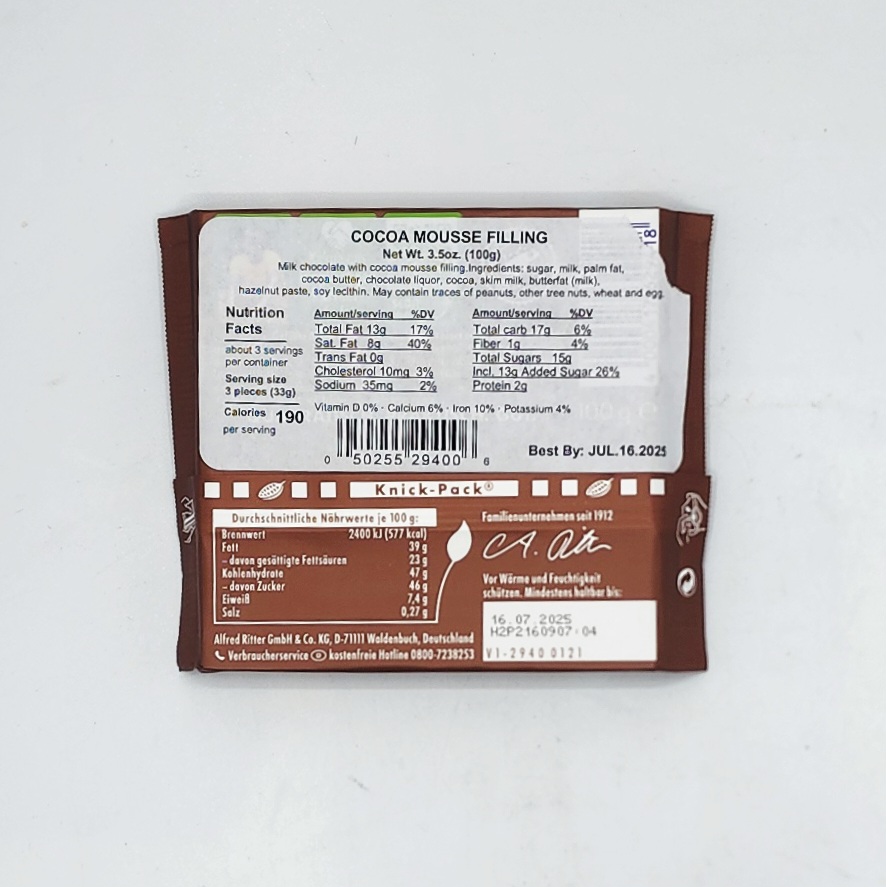 18
COCOA MOUSSE FILLING
Net Wt. 3.5oz. (100g)
Milk chocolate with cocoa mousse filling.Ingredients: sugar, milk, palm fat,
cocoa butter, chocolate liquor, cocoa, skim milk, butterfat (milk),
hazelnut paste, soy lecithin. May contain traces of peanuts, other tree nuts, wheat and egg.
Nutrition
Facts
about 3 servings
per container
Serving size
3 pieces (33g)
Calories 190
per serving
Amount/serving %DV
Total Fat 13g 17%
Sat. Fat 8g 40%
Trans Fat 0g
Cholesterol 10mg 3%
Sodium 35mg 2%
Amount/serving %DV
Total carb 17g 6%
Fiber 1g 4%
Total Sugars 15g
Incl. 13g Added Sugar 26%
Protein 2g
Vitamin D 0% · Calcium 6% · Iron 10% · Potassium 4%
0 50255 29400 6
Best By: JUL.16.2025
Knick-Pack®
Durchschnittliche Nährwerte je 100 g:
Brennwert 2400 kJ (577 kcal)
Fett 39 g
– davon gesättigte Fettsäuren 23 g
Kohlenhydrate 47 g
– davon Zucker 46 g
Eiweiß 7,4 g
Salz 0,27 g
Familienunternehmen seit 1912
Vor Wärme und Feuchtigkeit
schützen. Mindestens haltbar bis:
16.07.2025
H2P2160907·04
V1-2940 0121
Alfred Ritter GmbH & Co. KG, D-71111 Waldenbuch, Deutschland
Verbraucherservice kostenfreie Hotline 0800-7238253